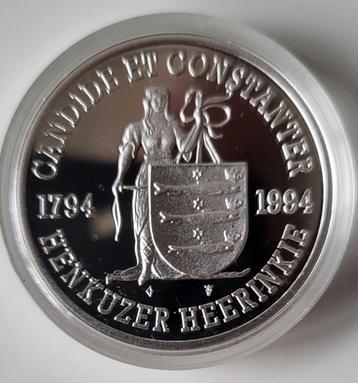 CANDIDE ET CONSTANTER
1794 1994
HENKUZER HEERINKIE